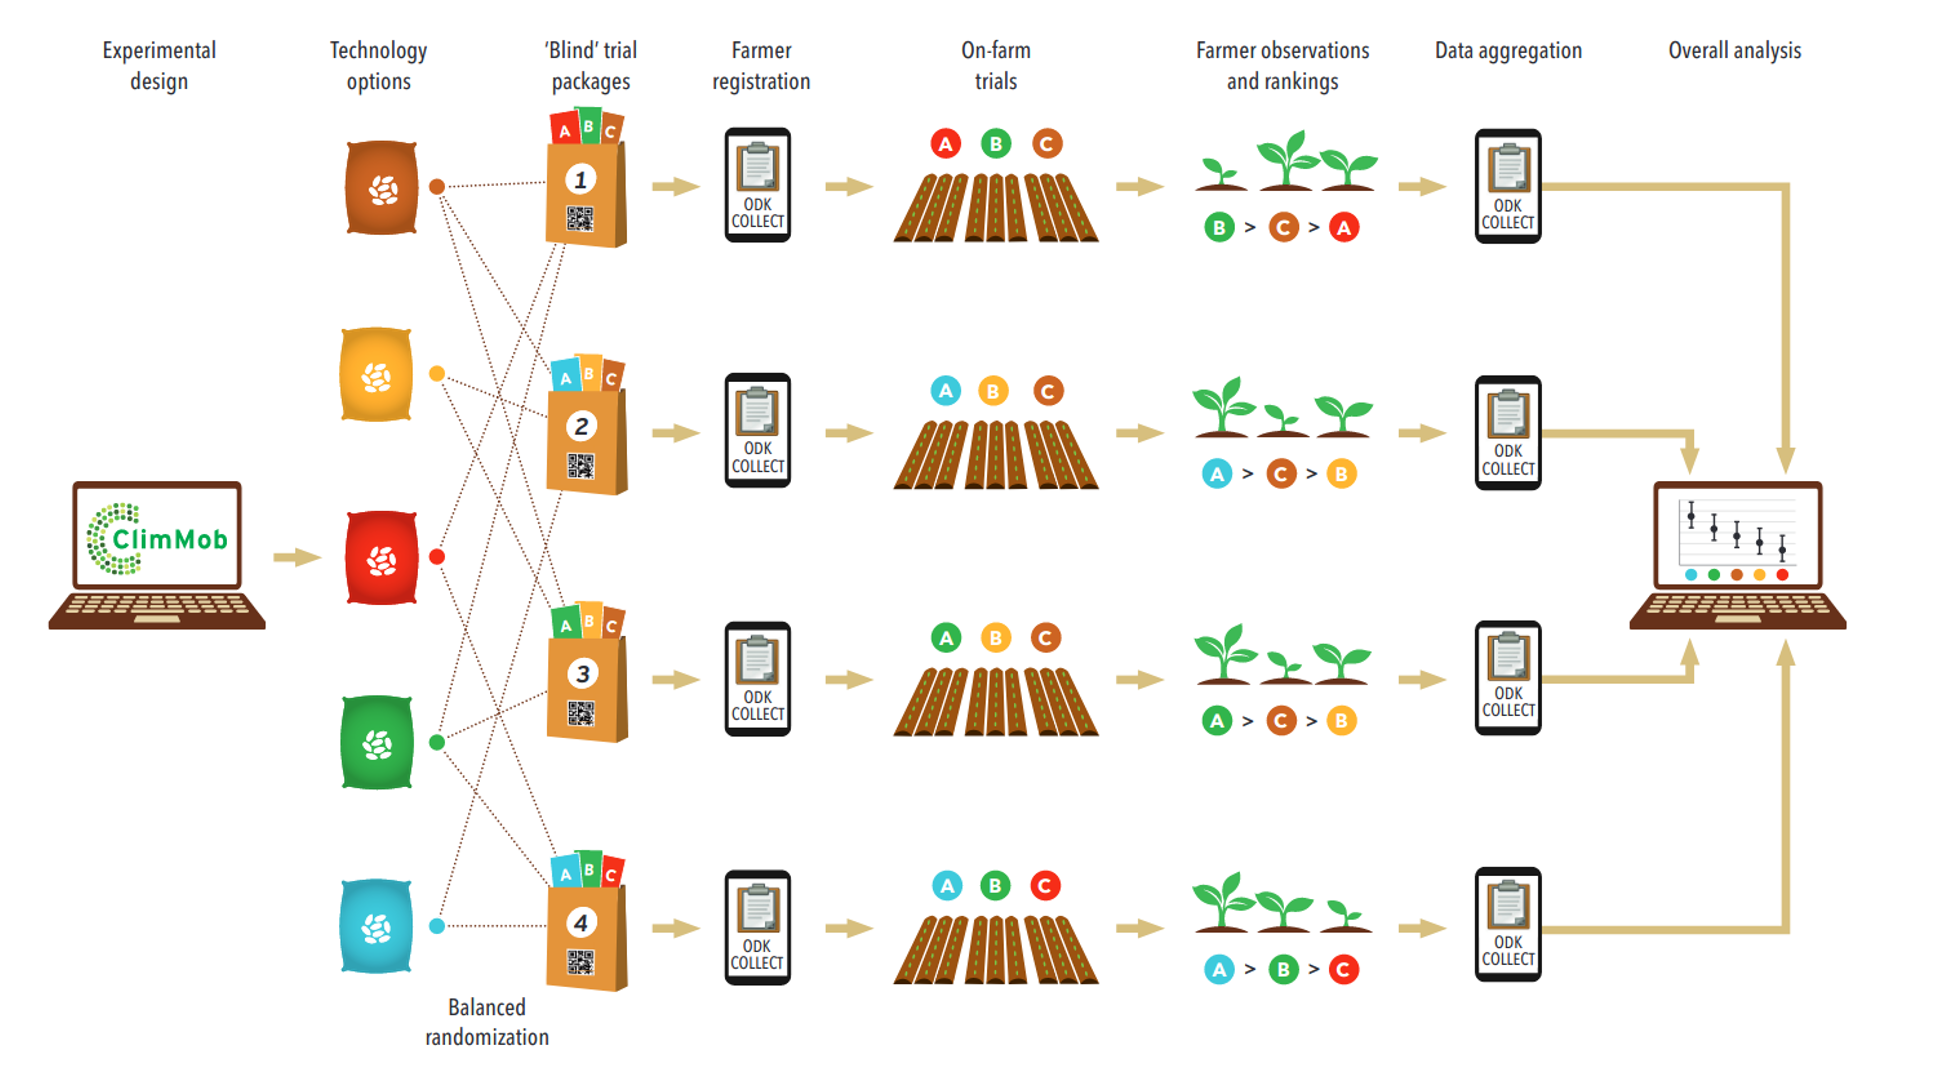 Experimental
design
Technology
options
'Blind' trial
packages
Farmer
registration
On-farm
trials
Farmer observations
and rankings
Data aggregation
Overall analysis
A B C
1
ODK
COLLECT
A B C
B > C > A
ODK
COLLECT
A B C
2
ODK
COLLECT
A B C
A > C > B
ODK
COLLECT
ClimMob
A B C
3
ODK
COLLECT
A B C
A > C > B
ODK
COLLECT
A B C
4
ODK
COLLECT
A B C
A > B > C
ODK
COLLECT
Balanced
randomization